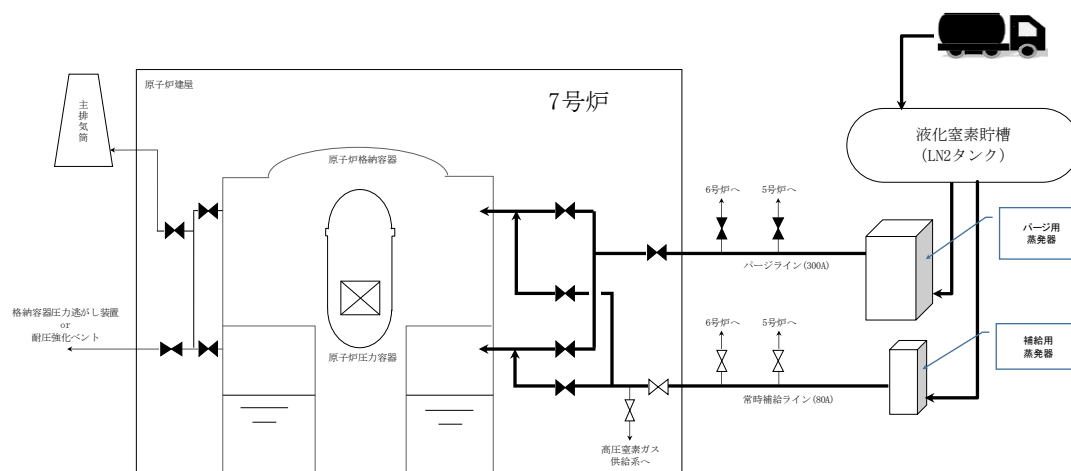 原子炉建屋
7号炉
主排気筒
原子炉格納容器
液化窒素貯槽
(LN2タンク)
6号炉へ
5号炉へ
パージ用
蒸発器
パージライン(300A)
格納容器圧力逃がし装置
or
耐圧強化ベント
原子炉圧力容器
6号炉へ
5号炉へ
補給用
蒸発器
常時補給ライン(80A)
高圧窒素ガス
供給系へ